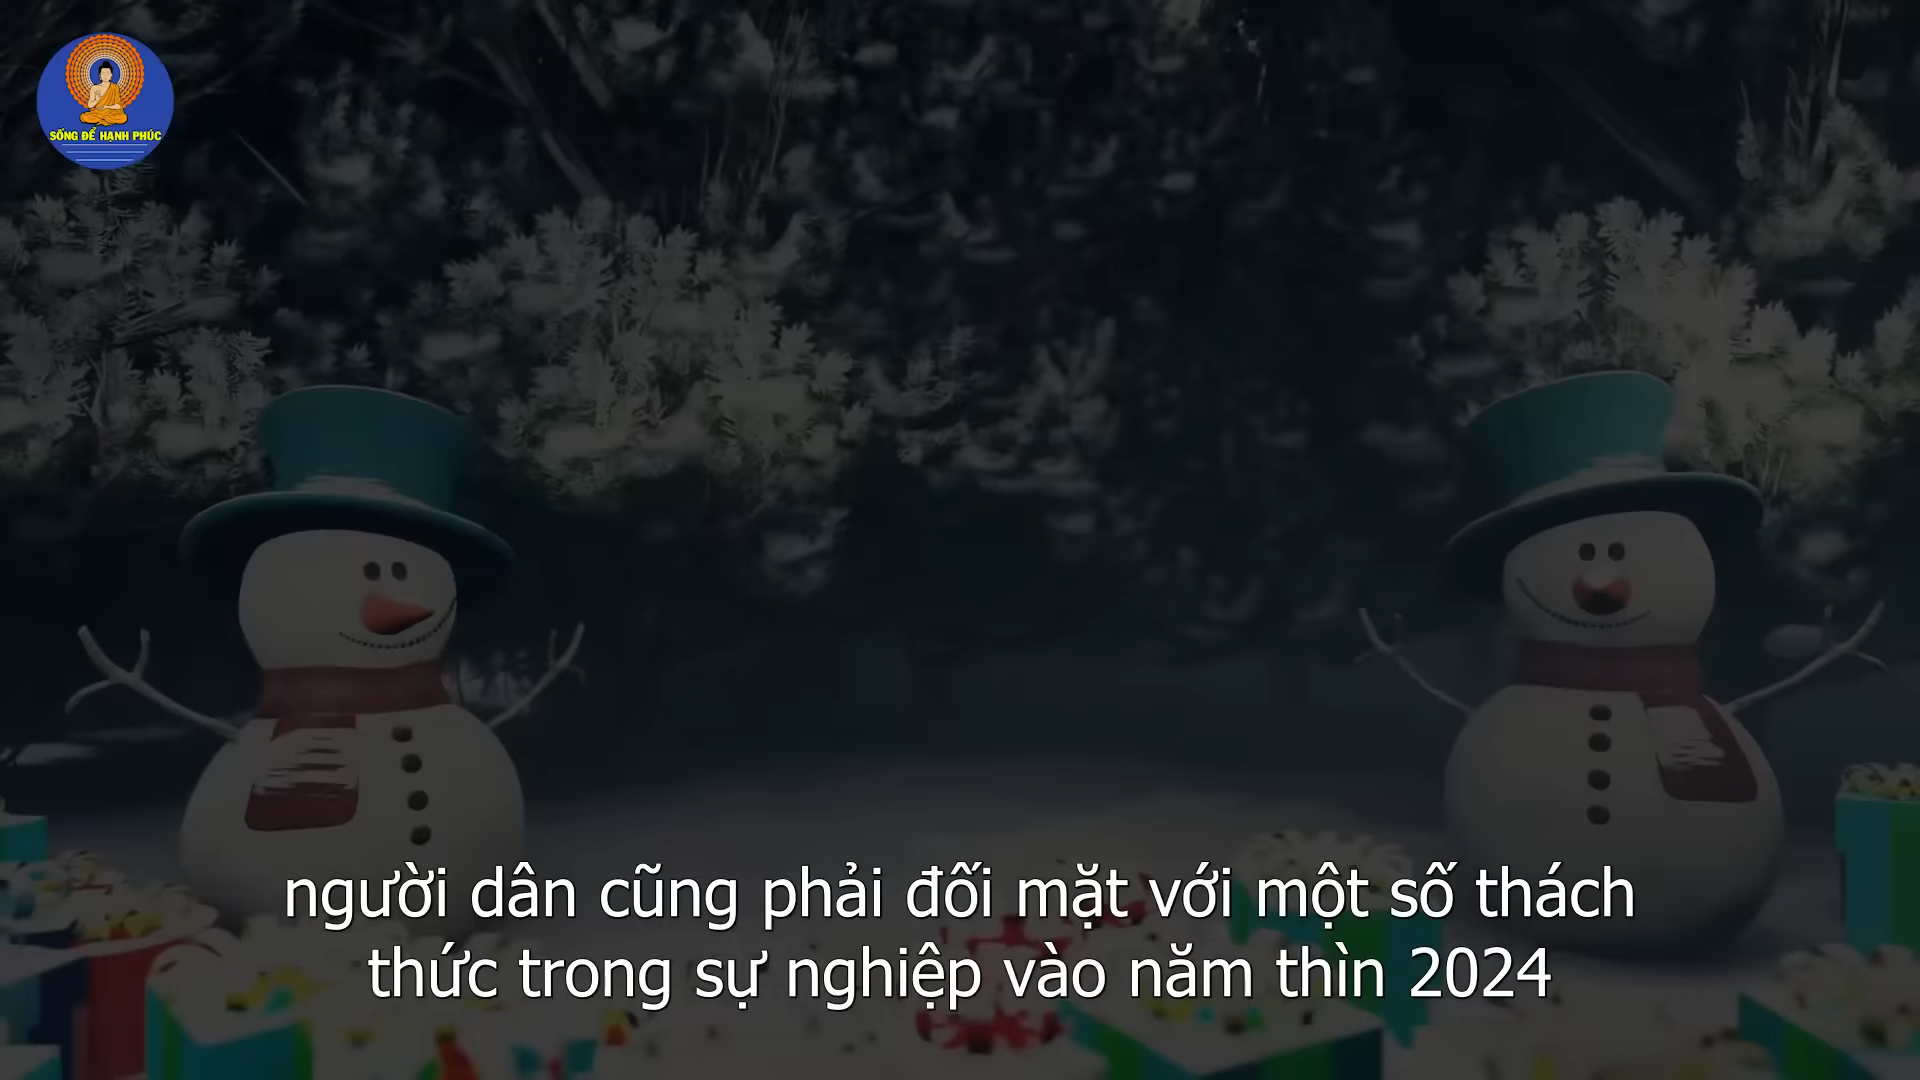 SỐNG ĐỂ HẠNH PHÚC
người dân cũng phải đối mặt với một số thách
thức trong sự nghiệp vào năm thìn 2024